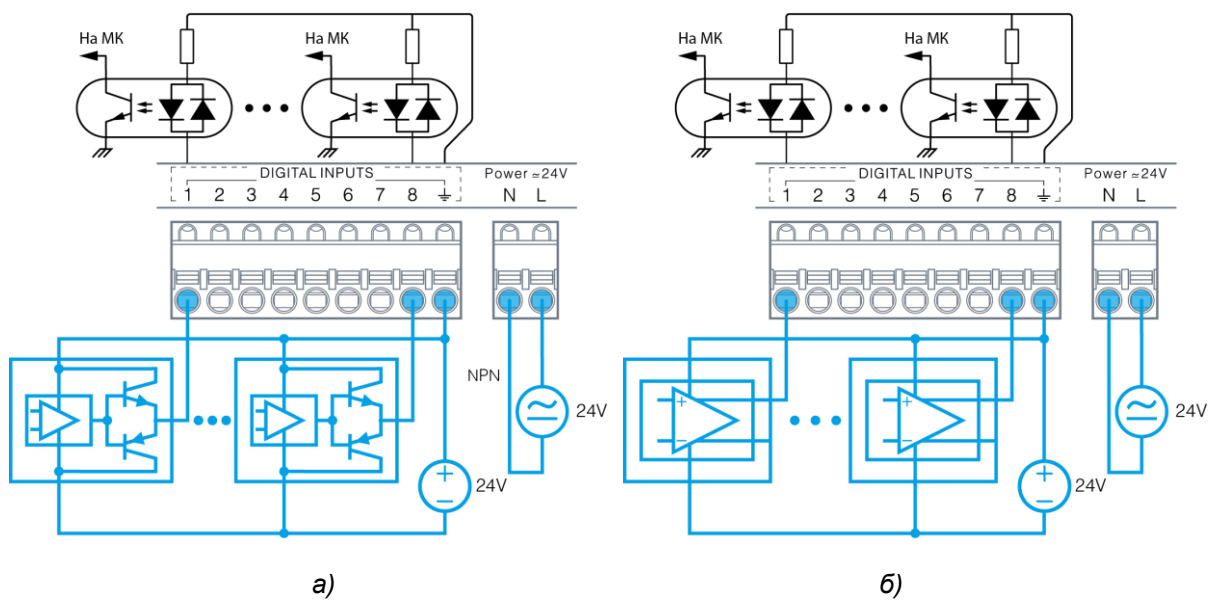 На МК На МК На МК На МК
DIGITAL INPUTS Power ≃24V DIGITAL INPUTS Power ≃24V
1 2 3 4 5 6 7 8 N L 1 2 3 4 5 6 7 8 N L
NPN
24V 24V
+ − + −
24V 24V
+ − + −
а) б)